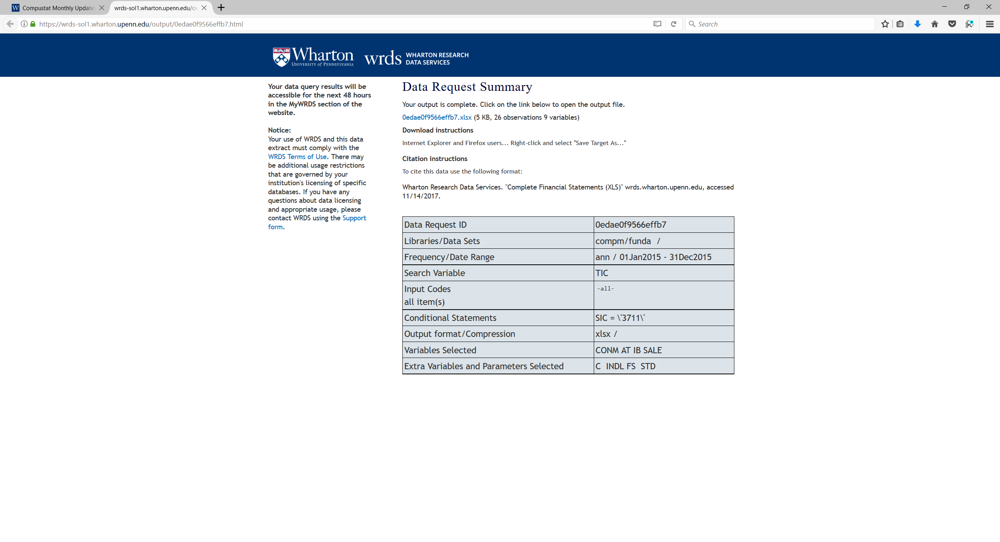 Compustat Monthly Update
wrds-sol1.wharton.upenn.edu/ou
https://wrds-sol1.wharton.upenn.edu/output/0edae0f9566effb7.html
Search
Wharton
UNIVERSITY of PENNSYLVANIA
wrds
WHARTON RESEARCH
DATA SERVICES
Your data query results will be
accessible for the next 48 hours
in the MyWRDS section of the
website.
Notice:
Your use of WRDS and this data
extract must comply with the
WRDS Terms of Use. There may
be additional usage restrictions
that are governed by your
institution's licensing of specific
databases. If you have any
questions about data licensing
and appropriate usage, please
contact WRDS using the Support
form.
Data Request Summary
Your output is complete. Click on the link below to open the output file.
0edae0f9566effb7.xlsx (5 KB, 26 observations 9 variables)
Download instructions
Internet Explorer and Firefox users... Right-click and select "Save Target As..."
Citation instructions
To cite this data use the following format:
Wharton Research Data Services. "Complete Financial Statements (XLS)" wrds.wharton.upenn.edu, accessed
11/14/2017.
Data Request ID 0edae0f9566effb7
Libraries/Data Sets compm/funda /
Frequency/Date Range ann / 01Jan2015 - 31Dec2015
Search Variable TIC
Input Codes -all-
all item(s)
Conditional Statements SIC = \'3711\'
Output format/Compression xlsx /
Variables Selected CONM AT IB SALE
Extra Variables and Parameters Selected C INDL FS STD